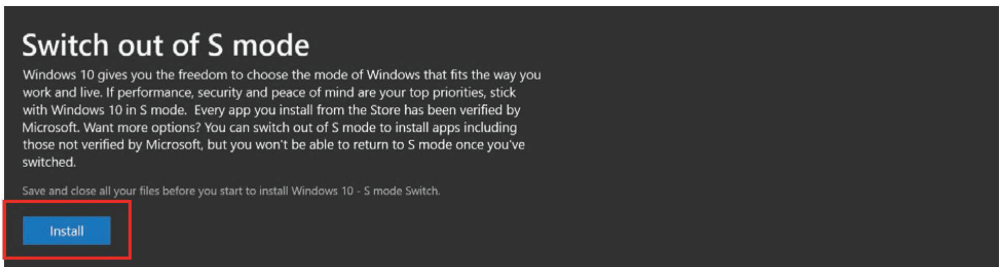 Switch out of S mode
Windows 10 gives you the freedom to choose the mode of Windows that fits the way you
work and live. If performance, security and peace of mind are your top priorities, stick
with Windows 10 in S mode.  Every app you install from the Store has been verified by
Microsoft. Want more options? You can switch out of S mode to install apps including
those not verified by Microsoft, but you won't be able to return to S mode once you've
switched.
Save and close all your files before you start to install Windows 10 - S mode Switch.
Install